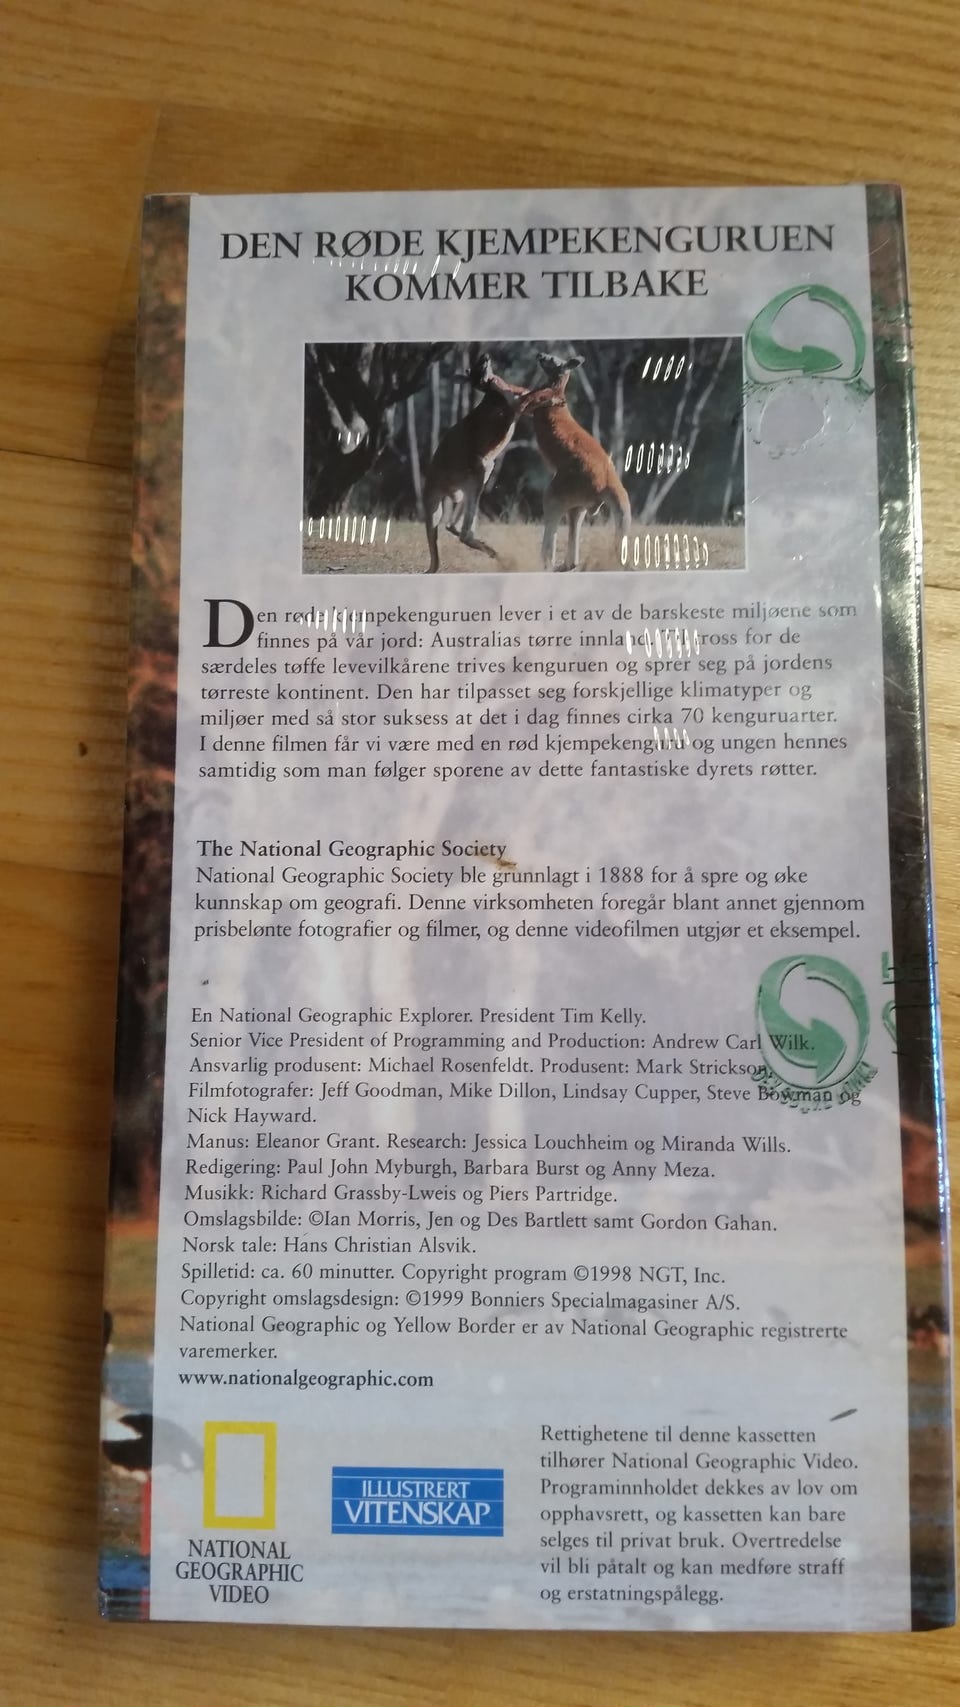 DEN RØDE KJEMPEKENGURUEN
KOMMER TILBAKE
Den røde kjempekenguruen lever i et av de barskeste miljøene som
finnes på vår jord: Australias tørre innland. Til tross for de
særdeles tøffe levevilkårene trives kenguruen og sprer seg på jordens
tørreste kontinent. Den har tilpasset seg forskjellige klimatyper og
miljøer med så stor suksess at det i dag finnes cirka 70 kenguruarter.
I denne filmen får vi være med en rød kjempekenguru og ungen hennes
samtidig som man følger sporene av dette fantastiske dyrets røtter.
The National Geographic Society
National Geographic Society ble grunnlagt i 1888 for å spre og øke
kunnskap om geografi. Denne virksomheten foregår blant annet gjennom
prisbelønte fotografier og filmer, og denne videofilmen utgjør et eksempel.
En National Geographic Explorer. President Tim Kelly.
Senior Vice President of Programming and Production: Andrew Carl Wilk.
Ansvarlig produsent: Michael Rosenfeldt. Produsent: Mark Strickson.
Filmfotografer: Jeff Goodman, Mike Dillon, Lindsay Cupper, Steve Bowman og
Nick Hayward.
Manus: Eleanor Grant. Research: Jessica Louchheim og Miranda Wills.
Redigering: Paul John Myburgh, Barbara Burst og Anny Meza.
Musikk: Richard Grassby-Lweis og Piers Partridge.
Omslagsbilde: ©Ian Morris, Jen og Des Bartlett samt Gordon Gahan.
Norsk tale: Hans Christian Alsvik.
Spilletid: ca. 60 minutter. Copyright program ©1998 NGT, Inc.
Copyright omslagsdesign: ©1999 Bonniers Specialmagasiner A/S.
National Geographic og Yellow Border er av National Geographic registrerte
varemerker.
www.nationalgeographic.com
NATIONAL
GEOGRAPHIC
VIDEO
ILLUSTRERT
VITENSKAP
Rettighetene til denne kassetten
tilhører National Geographic Video.
Programinnholdet dekkes av lov om
opphavsrett, og kassetten kan bare
selges til privat bruk. Overtredelse
vil bli påtalt og kan medføre straff
og erstatningspålegg.